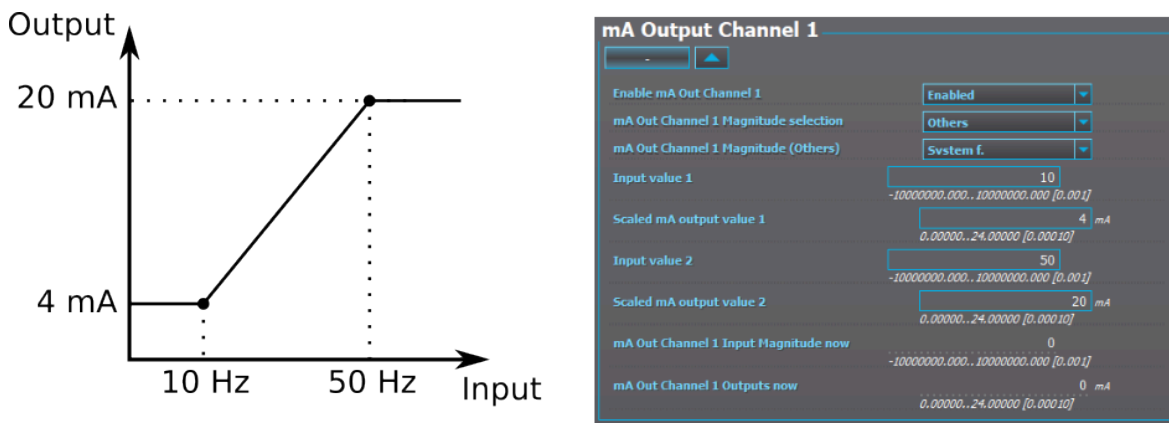 Output
20 mA
4 mA
10 Hz
50 Hz
Input
mA Output Channel 1
-
Enable mA Out Channel 1
Enabled
mA Out Channel 1 Magnitude selection
Others
mA Out Channel 1 Magnitude (Others)
System f.
Input value 1
10
-10000000.000..10000000.000 [0.001]
Scaled mA output value 1
4 mA
0.00000..24.00000 [0.00010]
Input value 2
50
-10000000.000..10000000.000 [0.001]
Scaled mA output value 2
20 mA
0.00000..24.00000 [0.00010]
mA Out Channel 1 Input Magnitude now
0
-10000000.000..10000000.000 [0.001]
mA Out Channel 1 Outputs now
0 mA
0.00000..24.00000 [0.00010]